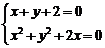 x + y + 2 = 0
x² + y² + 2x = 0